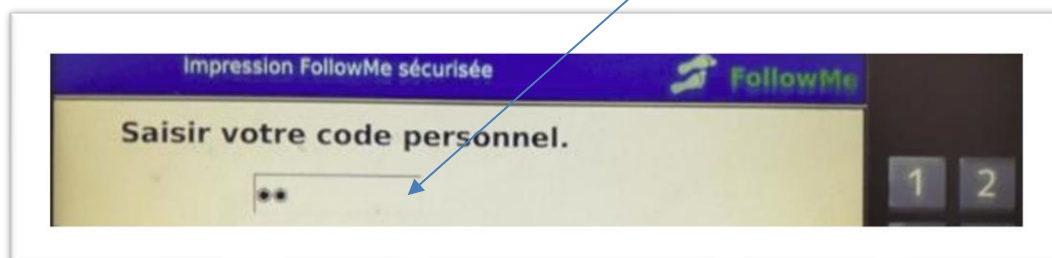 Impression FollowMe sécurisée
FollowMe
Saisir votre code personnel.
••
1 2